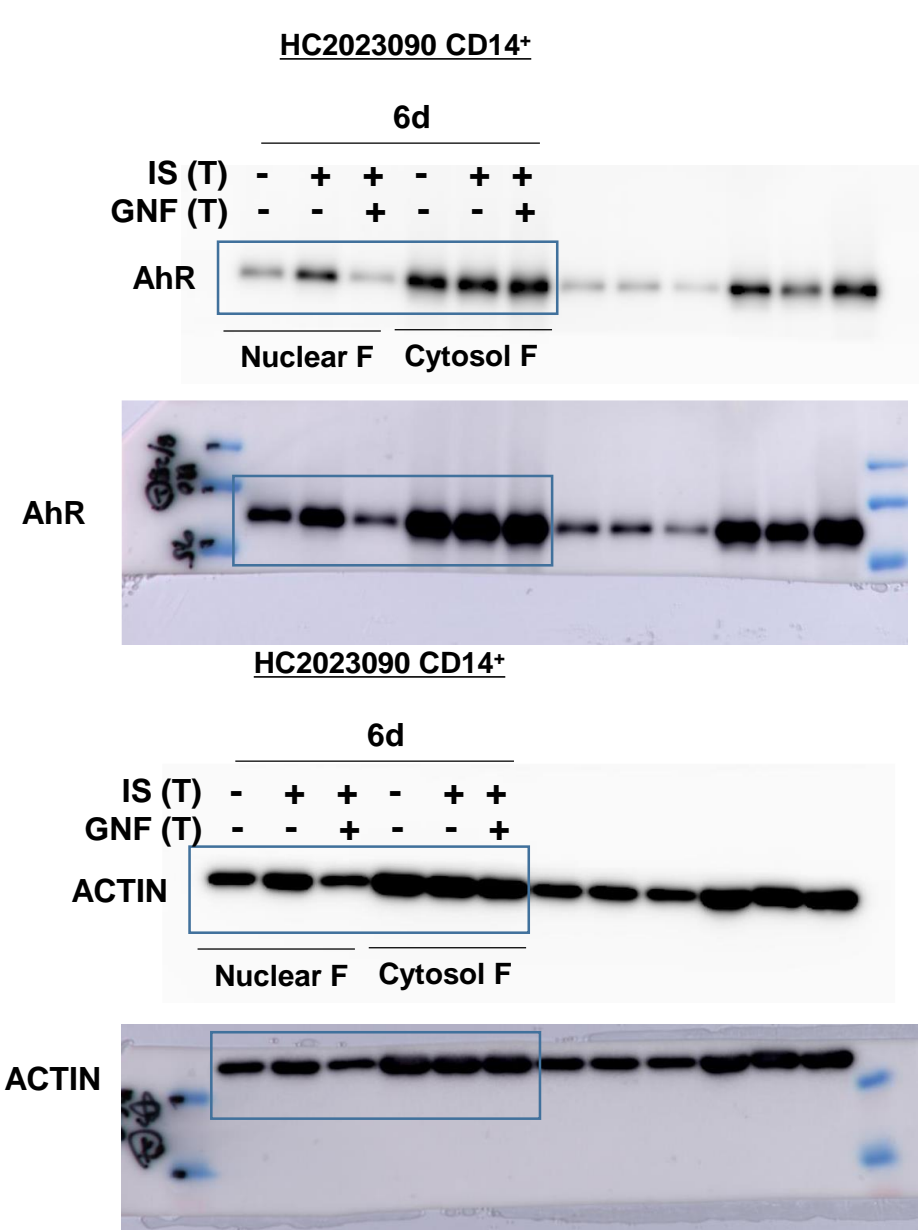 HC2023090 CD14+
6d
IS (T) - + + - + +
GNF (T) - - + - - +
AhR
Nuclear F Cytosol F
AhR
HC2023090 CD14+
6d
IS (T) - + + - + +
GNF (T) - - + - - +
ACTIN
Nuclear F Cytosol F
ACTIN